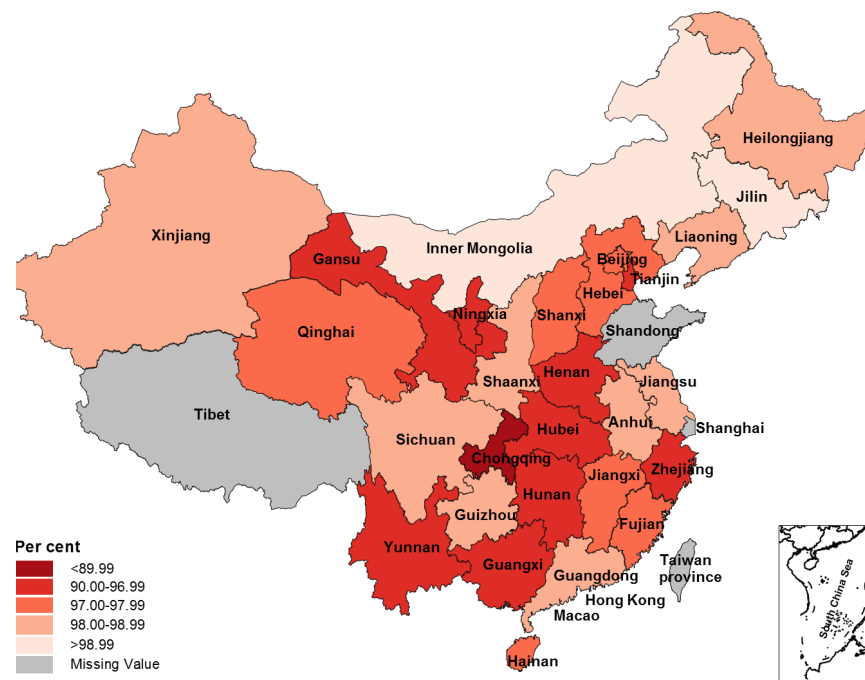 Heilongjiang
Jilin
Xinjiang
Inner Mongolia
Liaoning
Gansu
Beijing
Tianjin
Hebei
Ningxia
Shanxi
Qinghai
Shandong
Henan
Shaanxi
Jiangsu
Tibet
Anhui
Sichuan
Hubei
Shanghai
Chongqing
Zhejiang
Jiangxi
Hunan
Guizhou
Fujian
Yunnan
Guangxi
Taiwan
province
Guangdong
Hong Kong
Macao
Hainan
South China Sea
Per cent
<89.99
90.00-96.99
97.00-97.99
98.00-98.99
>98.99
Missing Value